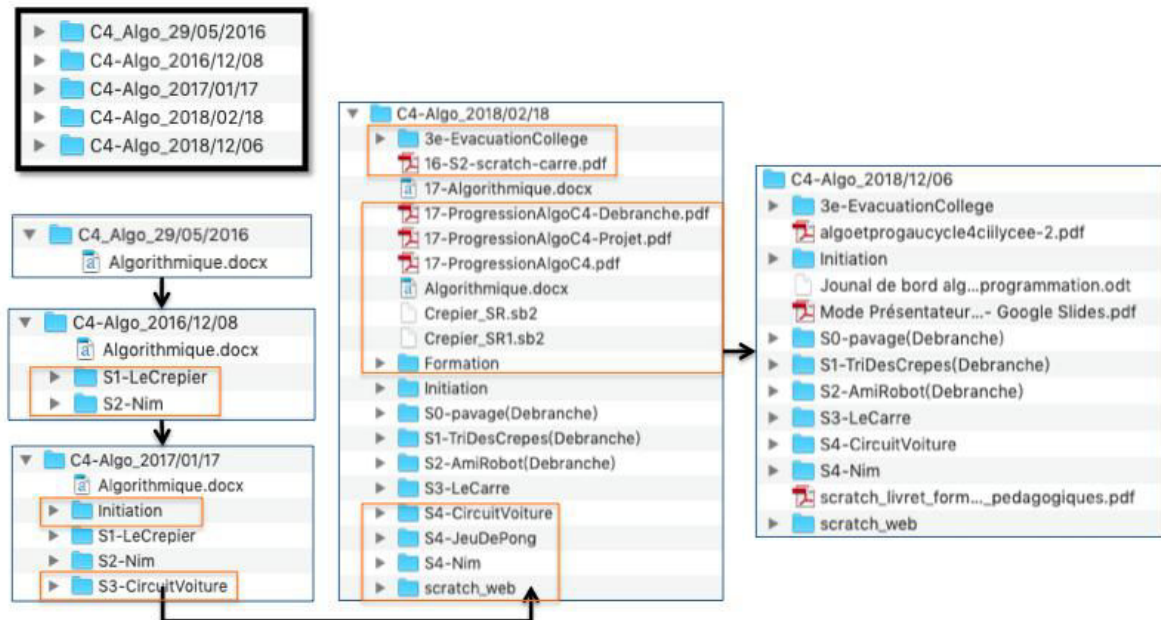 C4_Algo_29/05/2016
C4-Algo_2016/12/08
C4-Algo_2017/01/17
C4-Algo_2018/02/18
C4-Algo_2018/12/06
C4_Algo_29/05/2016
Algorithmique.docx
C4-Algo_2016/12/08
Algorithmique.docx
S1-LeCrepier
S2-Nim
C4-Algo_2017/01/17
Algorithmique.docx
Initiation
S1-LeCrepier
S2-Nim
S3-CircuitVoiture
C4-Algo_2018/02/18
3e-EvacuationCollege
16-S2-scratch-carre.pdf
17-Algorithmique.docx
17-ProgressionAlgoC4-Debranche.pdf
17-ProgressionAlgoC4-Projet.pdf
17-ProgressionAlgoC4.pdf
Algorithmique.docx
Crepier_SR.sb2
Crepier_SR1.sb2
Formation
Initiation
S0-pavage(Debranche)
S1-TriDesCrepes(Debranche)
S2-AmiRobot(Debranche)
S3-LeCarre
S4-CircuitVoiture
S4-JeuDePong
S4-Nim
scratch_web
C4-Algo_2018/12/06
3e-EvacuationCollege
algoetprogaucycle4ciilycee-2.pdf
Initiation
Jounal de bord alg...programmation.odt
Mode Présentateur...- Google Slides.pdf
S0-pavage(Debranche)
S1-TriDesCrepes(Debranche)
S2-AmiRobot(Debranche)
S3-LeCarre
S4-CircuitVoiture
S4-Nim
scratch_livret_form..._pedagogiques.pdf
scratch_web